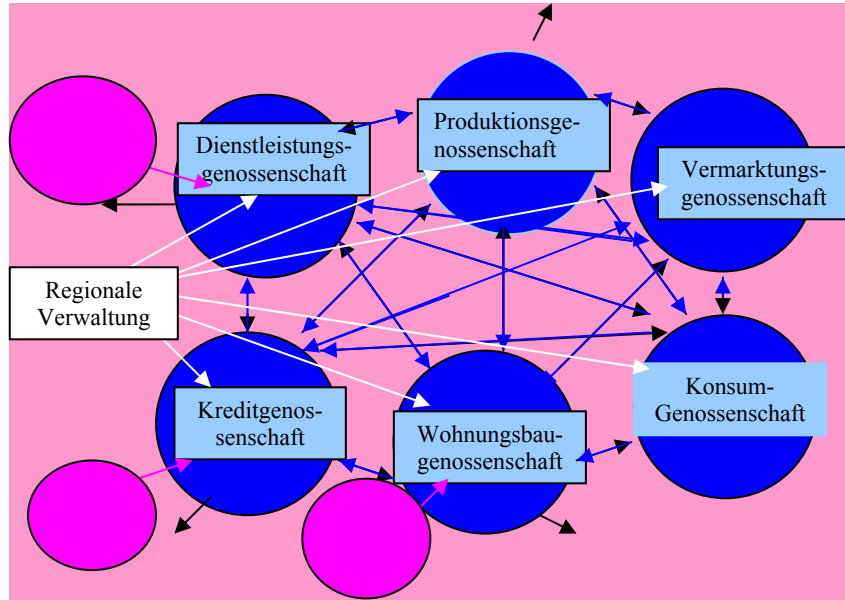 Dienstleistungs-
genossenschaft
Produktionsge-
nossenschaft
Vermarktungs-
genossenschaft
Regionale
Verwaltung
Kreditgenos-
senschaft
Wohnungsbau-
genossenschaft
Konsum-
Genossenschaft